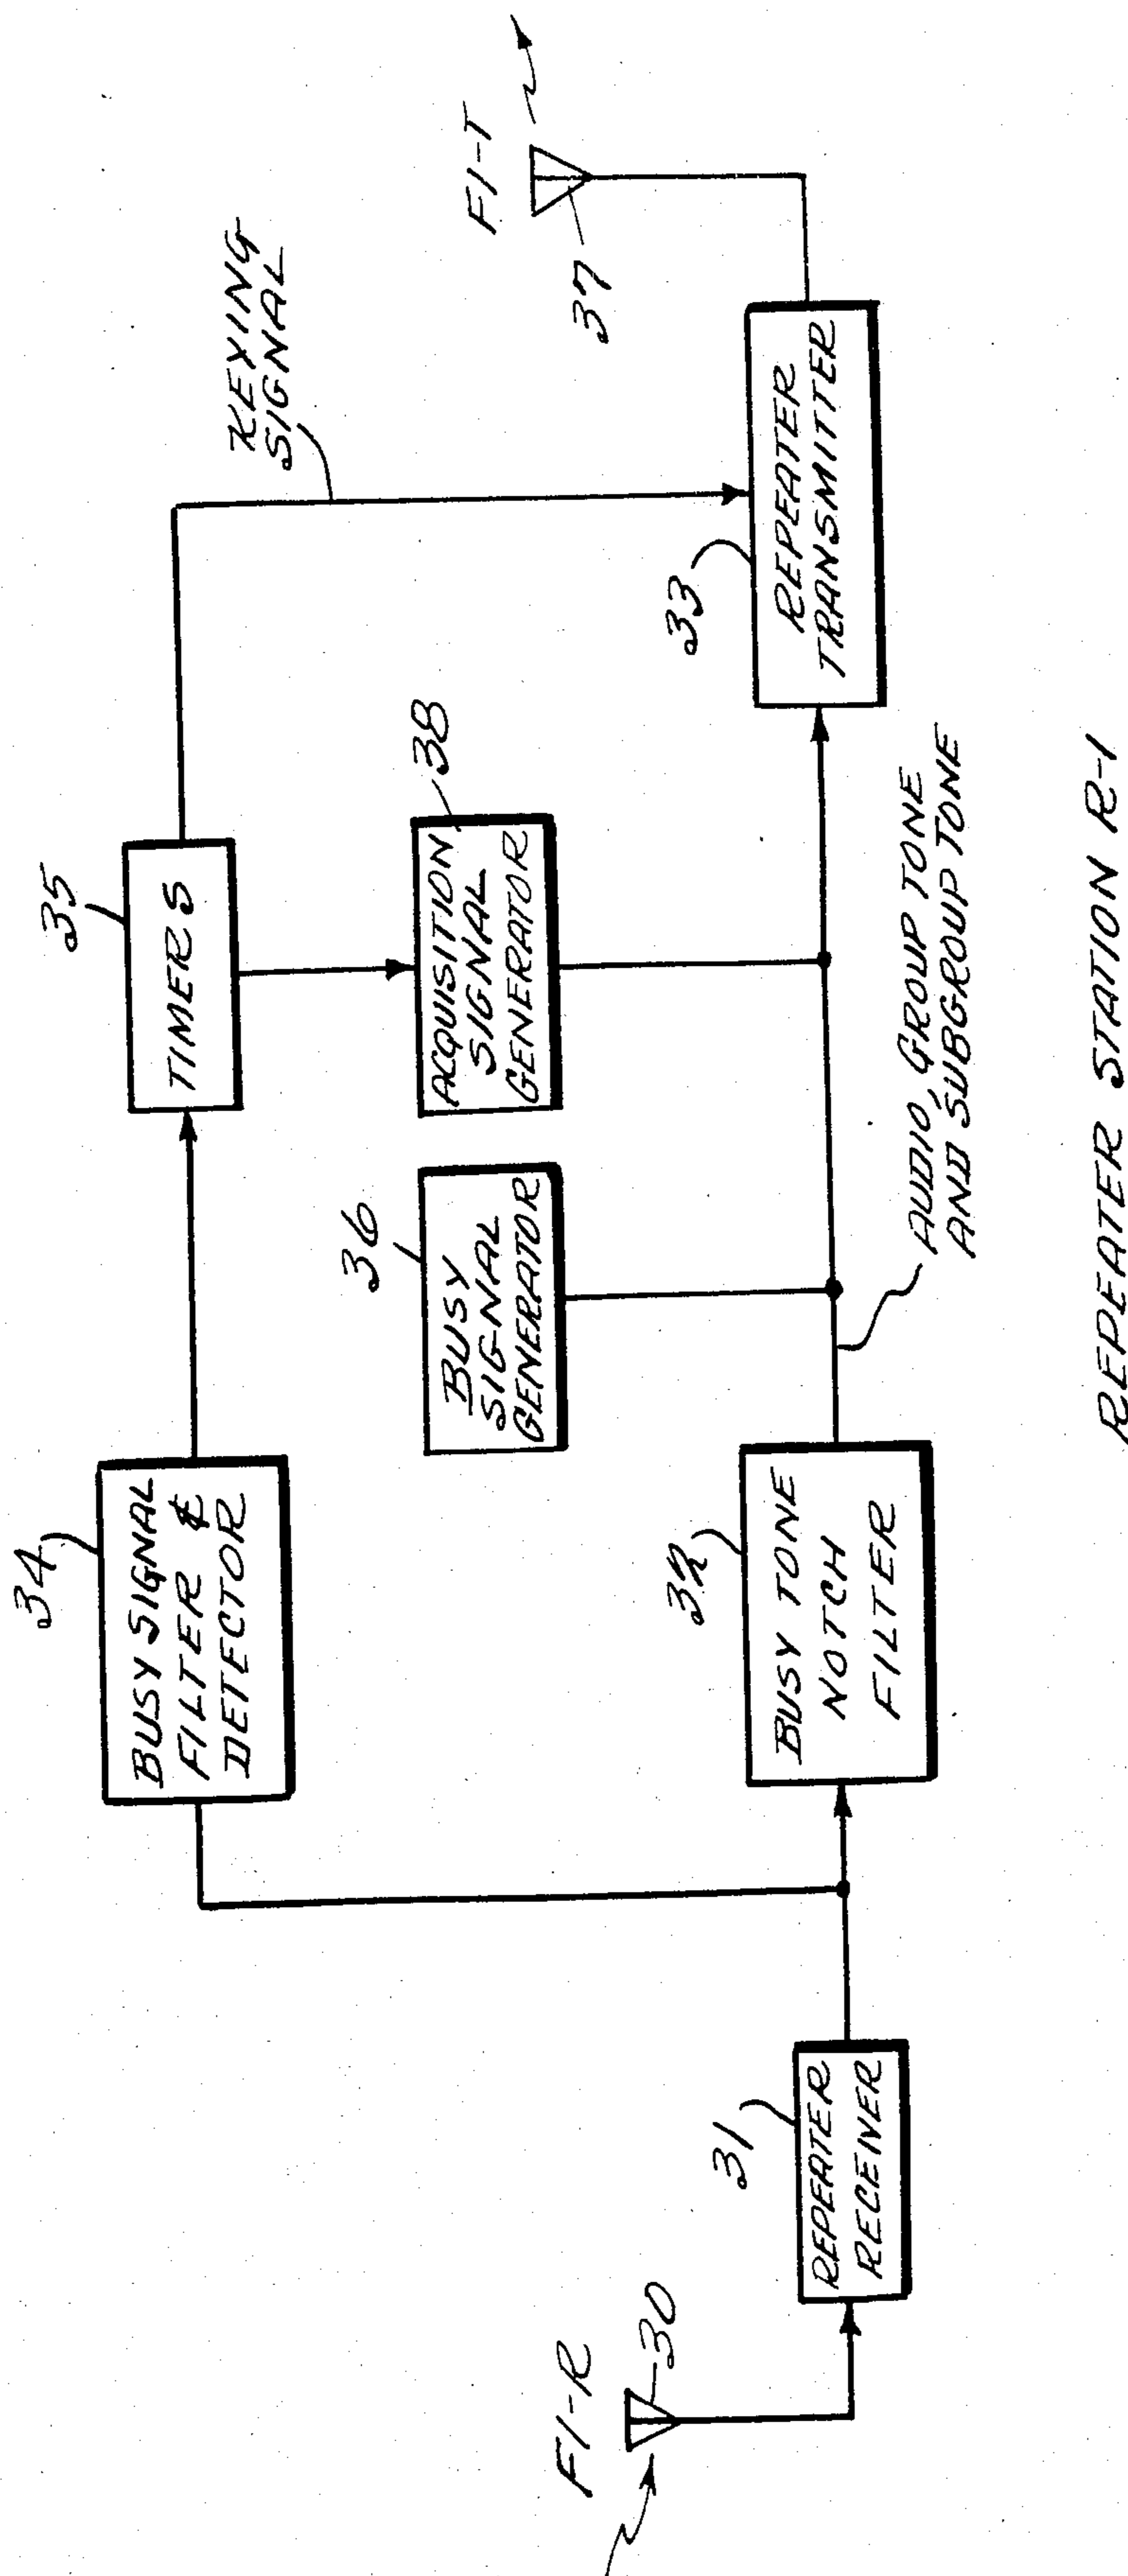 F1-R
30
REPEATER
RECEIVER
31
BUSY SIGNAL
FILTER &
DETECTOR
34
BUSY TONE
NOTCH
FILTER
32
BUSY
SIGNAL
GENERATOR
36
TIMERS
35
ACQUISITION
SIGNAL
GENERATOR
38
AUDIO, GROUP TONE
AND SUBGROUP TONE
KEYING
SIGNAL
REPEATER
TRANSMITTER
33
F1-T
37
REPEATER STATION R-1